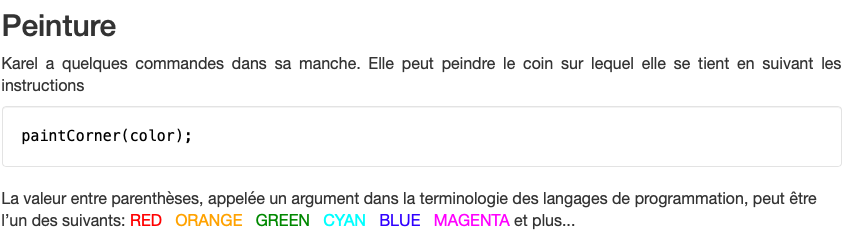 Peinture
Karel a quelques commandes dans sa manche. Elle peut peindre le coin sur lequel elle se tient en suivant les
instructions
paintCorner(color);
La valeur entre parenthèses, appelée un argument dans la terminologie des langages de programmation, peut être
l’un des suivants: RED ORANGE GREEN CYAN BLUE MAGENTA et plus...